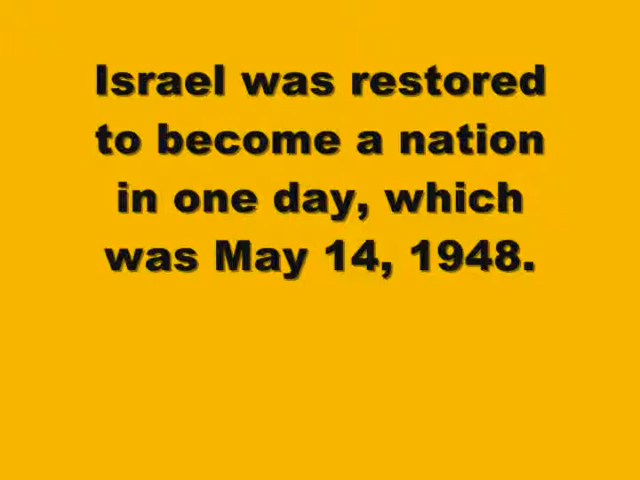 Israel was restored
to become a nation
in one day, which
was May 14, 1948.